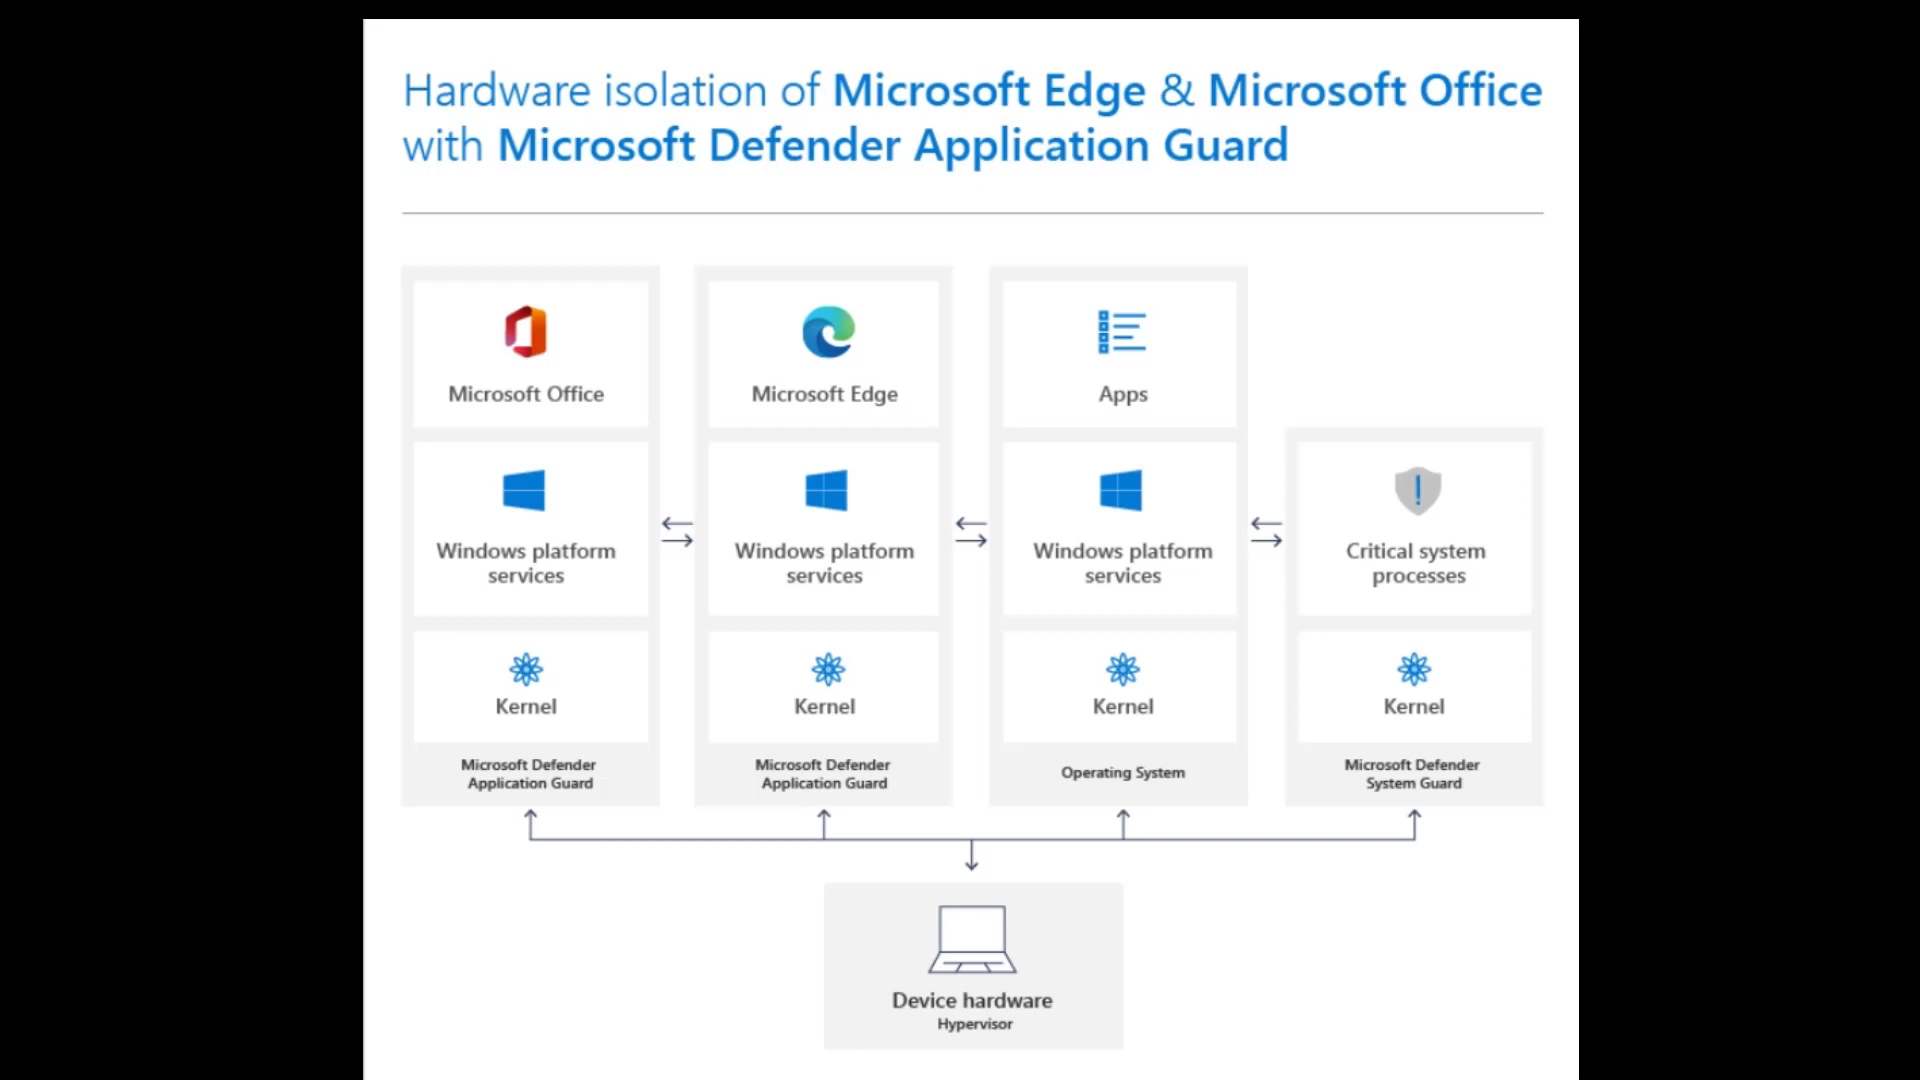 Hardware isolation of Microsoft Edge & Microsoft Office
with Microsoft Defender Application Guard
Microsoft Office
Windows platform
services
Kernel
Microsoft Defender
Application Guard
Microsoft Edge
Windows platform
services
Kernel
Microsoft Defender
Application Guard
Apps
Windows platform
services
Kernel
Operating System
Critical system
processes
Kernel
Microsoft Defender
System Guard
Device hardware
Hypervisor